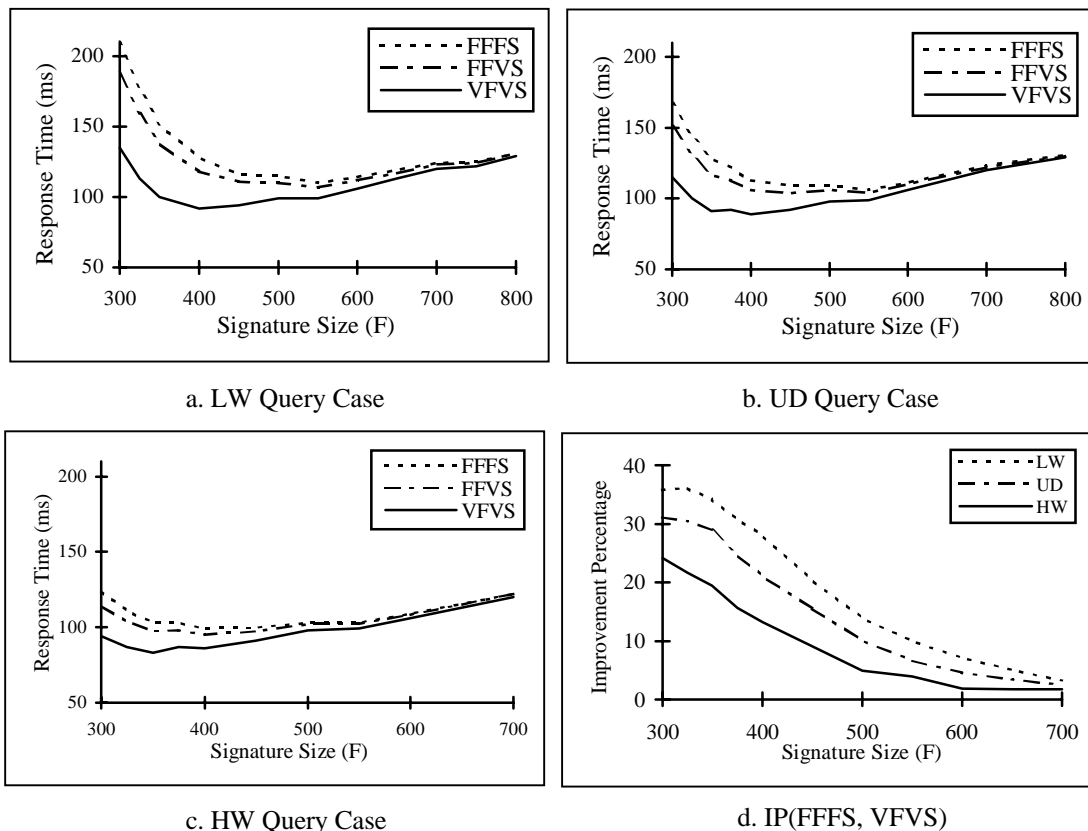 200
150
100
50
Response Time (ms)
FFFS
FFVS
VFVS
300 400 500 600 700 800
Signature Size (F)
a. LW Query Case
200
150
100
50
Response Time (ms)
FFFS
FFVS
VFVS
300 400 500 600 700 800
Signature Size (F)
b. UD Query Case
200
150
100
50
Response Time (ms)
FFFS
FFVS
VFVS
300 400 500 600 700
Signature Size (F)
c. HW Query Case
40
30
20
10
0
Improvement Percentage
LW
UD
HW
300 400 500 600 700
Signature Size (F)
d. IP(FFFS, VFVS)